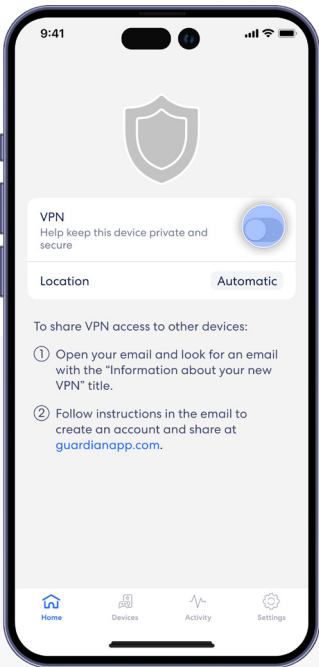 9:41
VPN
Help keep this device private and
secure
Location Automatic
To share VPN access to other devices:
1 Open your email and look for an email
with the “Information about your new
VPN” title.
2 Follow instructions in the email to
create an account and share at
guardianapp.com.
Home Devices Activity Settings